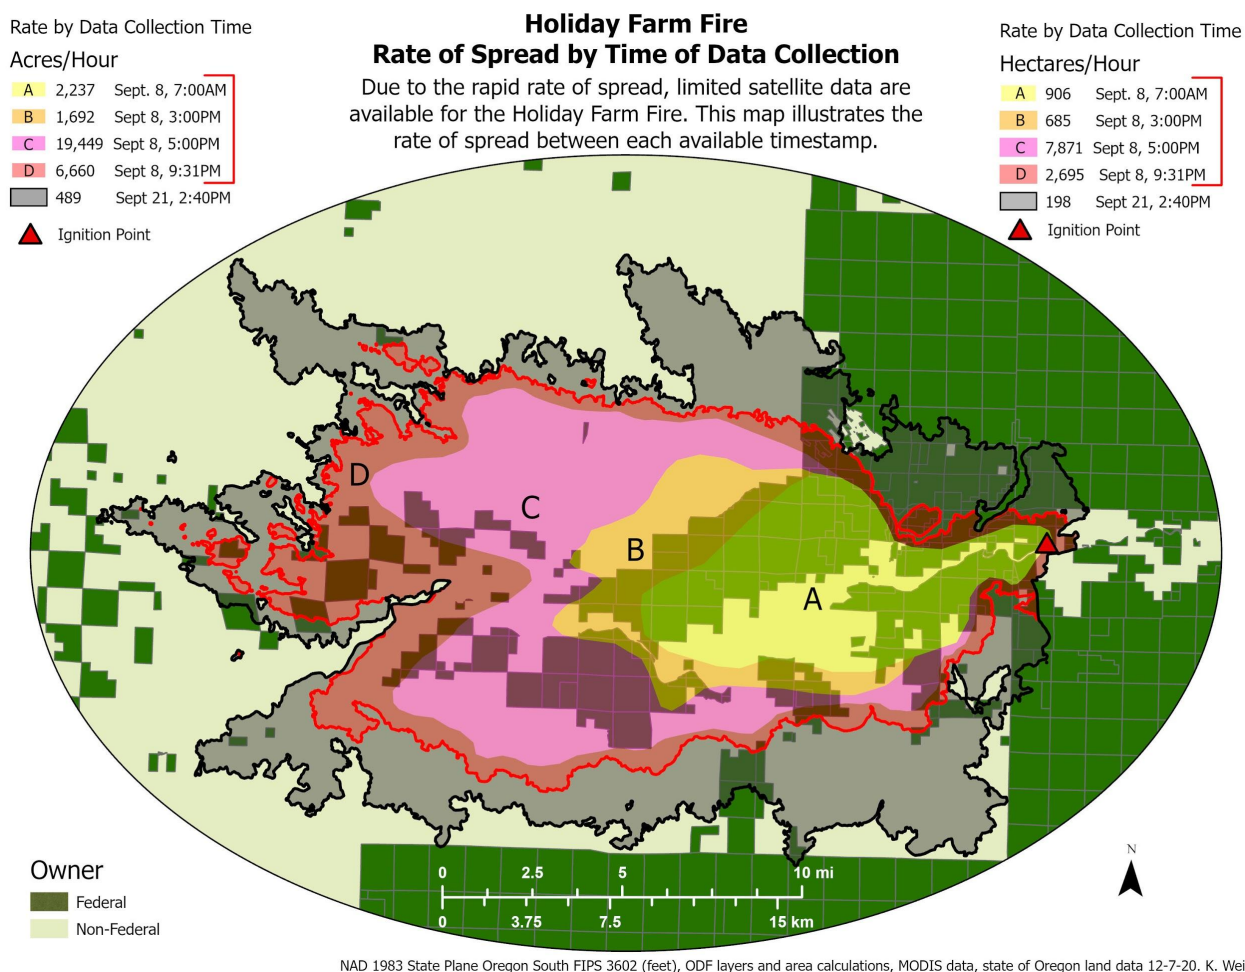 Holiday Farm Fire
Rate of Spread by Time of Data Collection
Due to the rapid rate of spread, limited satellite data are
available for the Holiday Farm Fire. This map illustrates the
rate of spread between each available timestamp.
Rate by Data Collection Time
Acres/Hour
A 2,237 Sept. 8, 7:00AM
B 1,692 Sept 8, 3:00PM
C 19,449 Sept 8, 5:00PM
D 6,660 Sept 8, 9:31PM
489 Sept 21, 2:40PM
Ignition Point
Rate by Data Collection Time
Hectares/Hour
A 906 Sept. 8, 7:00AM
B 685 Sept 8, 3:00PM
C 7,871 Sept 8, 5:00PM
D 2,695 Sept 8, 9:31PM
198 Sept 21, 2:40PM
Ignition Point
D
C
B
A
Owner
Federal
Non-Federal
0 2.5 5 10 mi
0 3.75 7.5 15 km
N
NAD 1983 State Plane Oregon South FIPS 3602 (feet), ODF layers and area calculations, MODIS data, state of Oregon land data 12-7-20. K. Wei